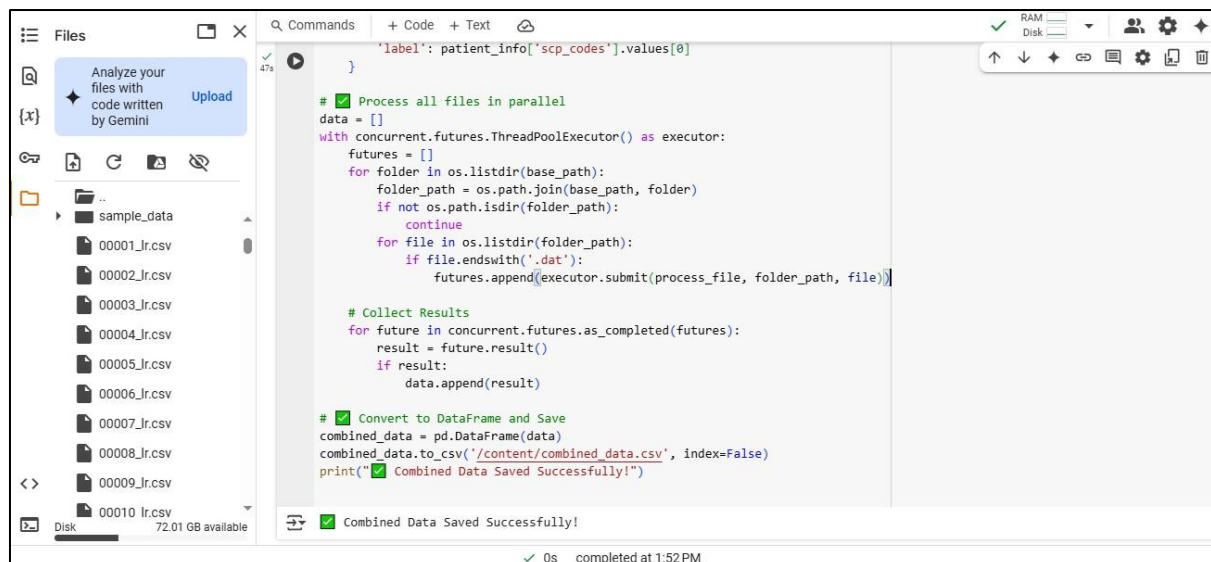 Files
Analyze your
files with
code written
by Gemini
Upload
{x}
..
sample_data
00001_lr.csv
00002_lr.csv
00003_lr.csv
00004_lr.csv
00005_lr.csv
00006_lr.csv
00007_lr.csv
00008_lr.csv
00009_lr.csv
00010_lr.csv
Disk 72.01 GB available
Commands + Code + Text
RAM
Disk
47s
'label': patient_info['scp_codes'].values[0]
}
# ✅ Process all files in parallel
data = []
with concurrent.futures.ThreadPoolExecutor() as executor:
futures = []
for folder in os.listdir(base_path):
folder_path = os.path.join(base_path, folder)
if not os.path.isdir(folder_path):
continue
for file in os.listdir(folder_path):
if file.endswith('.dat'):
futures.append(executor.submit(process_file, folder_path, file))
# Collect Results
for future in concurrent.futures.as_completed(futures):
result = future.result()
if result:
data.append(result)
# ✅ Convert to DataFrame and Save
combined_data = pd.DataFrame(data)
combined_data.to_csv('/content/combined_data.csv', index=False)
print("✅ Combined Data Saved Successfully!")
✅ Combined Data Saved Successfully!
✓ 0s completed at 1:52 PM